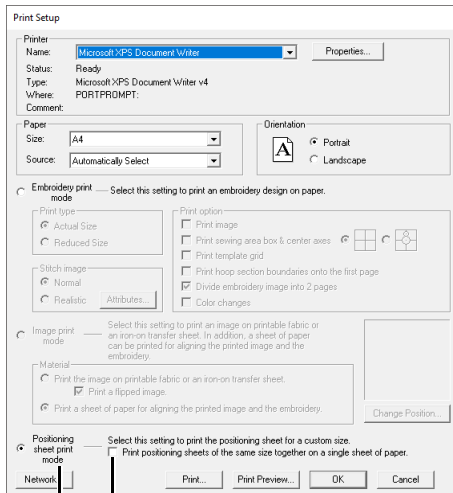 Print Setup
Printer
Name: Microsoft XPS Document Writer Properties...
Status: Ready
Type: Microsoft XPS Document Writer v4
Where: PORTPROMPT:
Comment:
Paper
Size: A4
Source: Automatically Select
Orientation
A
Portrait
Landscape
Embroidery print mode
Select this setting to print an embroidery design on paper.
Print type
Actual Size
Reduced Size
Stitch image
Normal
Realistic Attributes...
Print option
Print image
Print sewing area box & center axes
Print template grid
Print hoop section boundaries onto the first page
Divide embroidery image into 2 pages
Color changes
Image print
mode
Select this setting to print an image on printable fabric or
an iron-on transfer sheet. In addition, a sheet of paper
can be printed for aligning the printed image and the
embroidery.
Material
Print the image on printable fabric or an iron-on transfer sheet.
Print a flipped image.
Print a sheet of paper for aligning the printed image and the embroidery.
Change Position...
Positioning
sheet print
mode
Select this setting to print the positioning sheet for a custom size.
Print positioning sheets of the same size together on a single sheet of paper.
Network... Print... Print Preview... OK Cancel